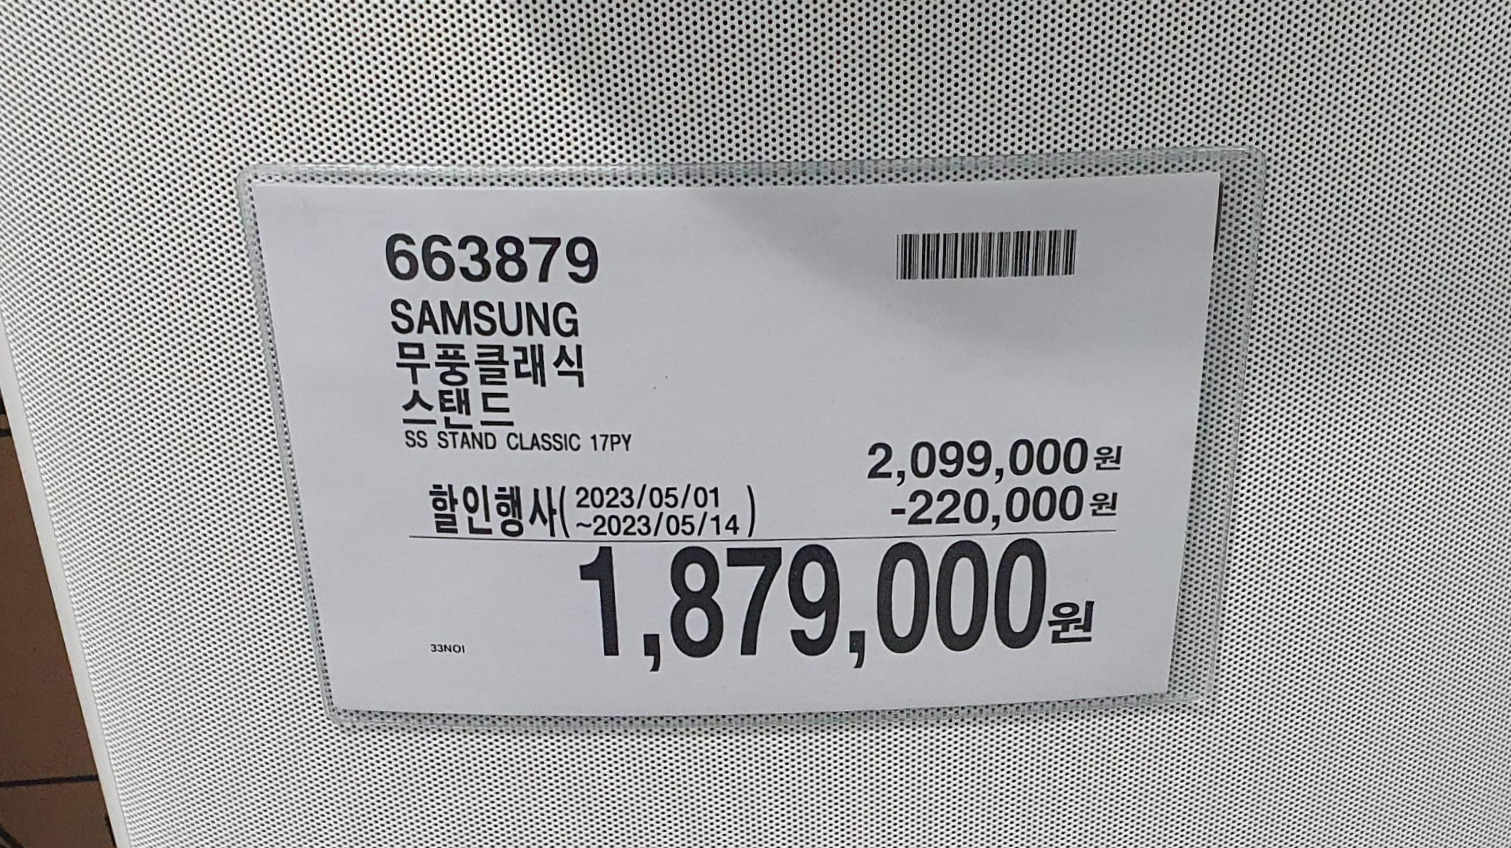 663879
SAMSUNG
무풍클래식
스탠드
SS STAND CLASSIC 17PY
2,099,000원
할인행사(2023/05/01
~2023/05/14)
-220,000원
1,879,000원
33NOI